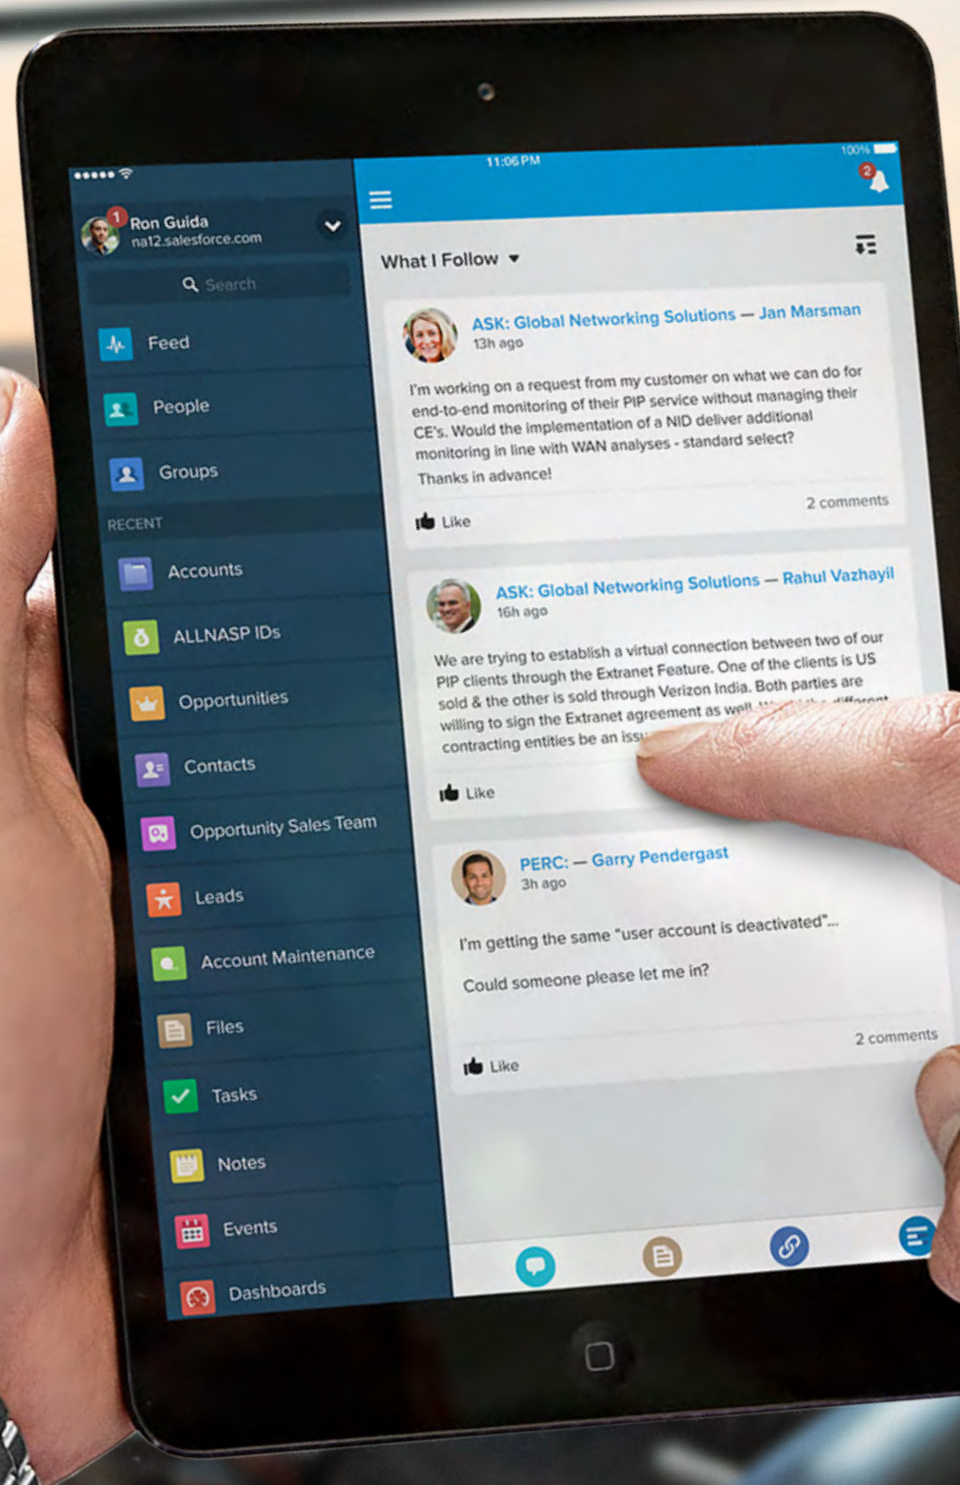 11:06 PM
100%
1
Ron Guida
na12.salesforce.com
Search
Feed
People
Groups
RECENT
Accounts
ALLNASP IDs
Opportunities
Contacts
Opportunity Sales Team
Leads
Account Maintenance
Files
Tasks
Notes
Events
Dashboards
2
What I Follow
ASK: Global Networking Solutions — Jan Marsman
13h ago
I'm working on a request from my customer on what we can do for
end-to-end monitoring of their PIP service without managing their
CE's. Would the implementation of a NID deliver additional
monitoring in line with WAN analyses - standard select?
Thanks in advance!
2 comments
Like
ASK: Global Networking Solutions — Rahul Vazhayil
16h ago
We are trying to establish a virtual connection between two of our
PIP clients through the Extranet Feature. One of the clients is US
sold & the other is sold through Verizon India. Both parties are
willing to sign the Extranet agreement as well. different
contracting entities be an
Like
PERC: — Garry Pendergast
3h ago
I'm getting the same "user account is deactivated"...
Could someone please let me in?
2 comments
Like